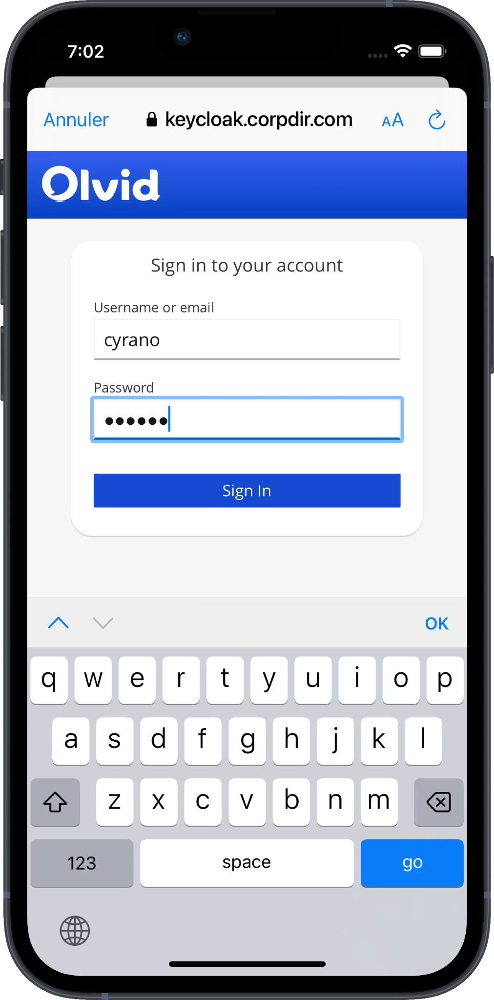 7:02
Annuler keycloak.corpdir.com AA
Olvid
Sign in to your account
Username or email
cyrano
Password
••••••
Sign In
OK
q w e r t y u i o p
a s d f g h j k l
z x c v b n m
123 space go